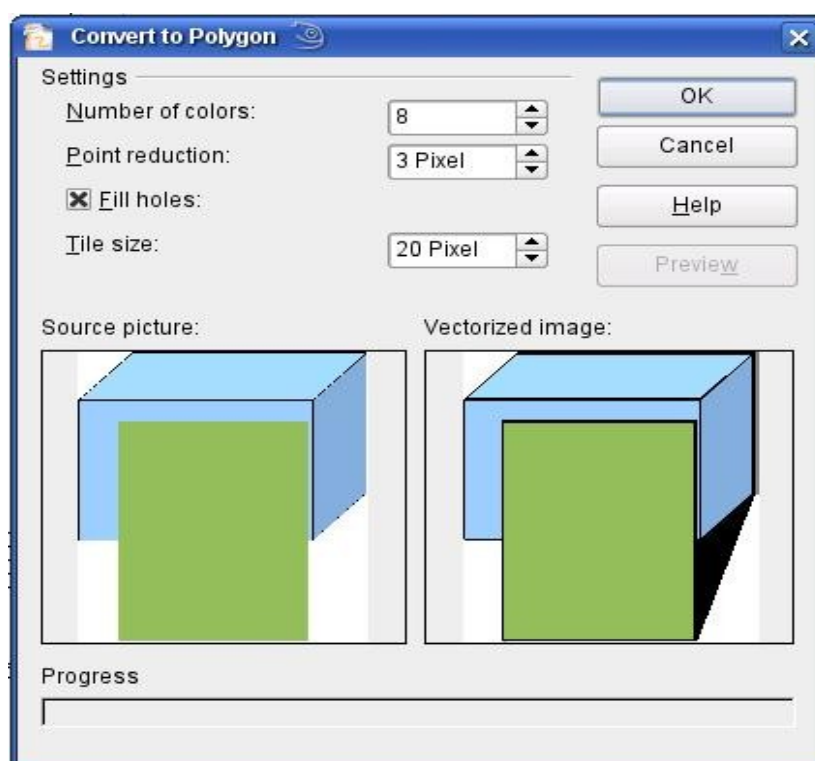 Convert to Polygon
Settings
Number of colors:
8
OK
Point reduction:
3 Pixel
Cancel
Fill holes:
Help
Tile size:
20 Pixel
Preview
Source picture:
Vectorized image:
Progress